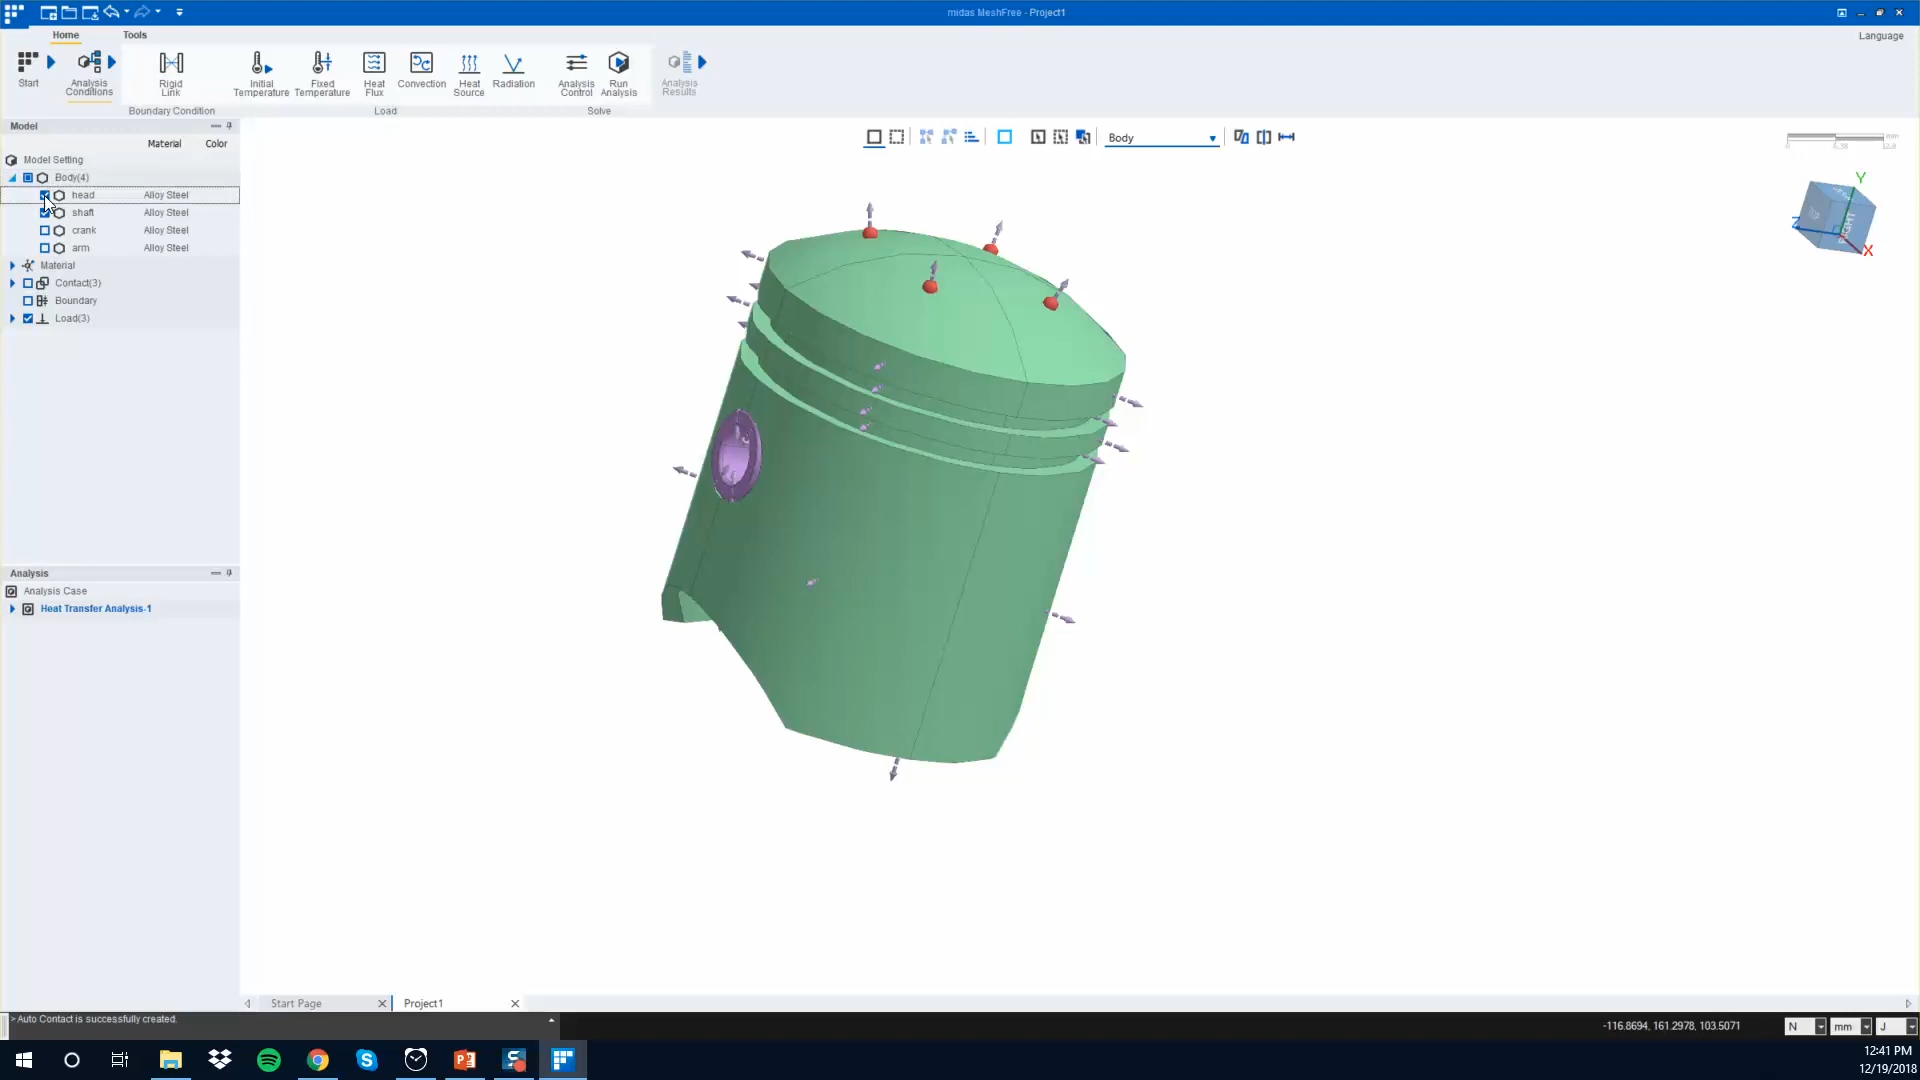 midas MeshFree - Project1
Home
Tools
Language
Start
Analysis
Conditions
Rigid
Link
Initial
Temperature
Fixed
Temperature
Heat
Flux
Convection
Heat
Source
Radiation
Analysis
Control
Run
Analysis
Analysis
Results
Boundary Condition
Load
Solve
Model
Material
Color
Model Setting
Body(4)
head
Alloy Steel
shaft
Alloy Steel
crank
Alloy Steel
arm
Alloy Steel
Material
Contact(3)
Boundary
Load(3)
Body
mm
Y
Z
X
RIGHT
Analysis
Analysis Case
Heat Transfer Analysis-1
Start Page
Project1
> Auto Contact is successfully created.
-116.8694, 161.2978, 103.5071
N
mm
J
12:41 PM
12/19/2018